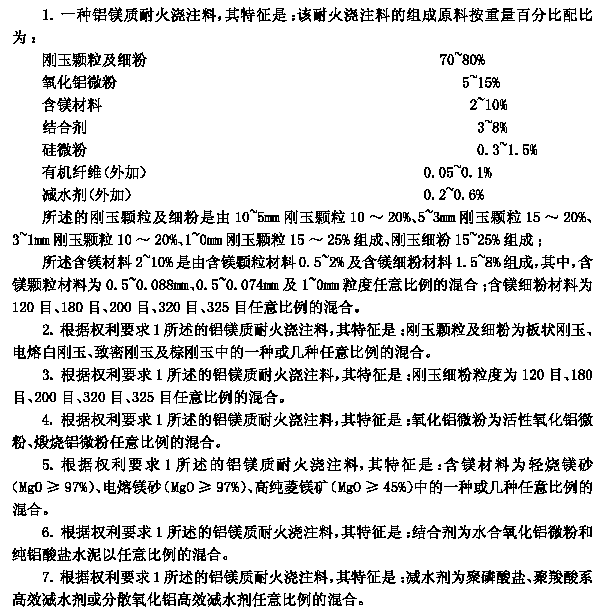 1. 一种铝镁质耐火浇注料,其特征是:该耐火浇注料的组成原料按重量百分比配比
为:
刚玉颗粒及细粉 70~80%
氧化铝微粉 5~15%
含镁材料 2~10%
结合剂 3~8%
硅微粉 0.3~1.5%
有机纤维(外加) 0.05~0.1%
减水剂(外加) 0.2~0.6%
所述的刚玉颗粒及细粉是由10~5mm刚玉颗粒10~20%、5~3mm刚玉颗粒15~20%、
3~1mm刚玉颗粒10~20%、1~0mm刚玉颗粒15~25%组成、刚玉细粉15~25%组成;
所述含镁材料2~10%是由含镁颗粒材料0.5~2%及含镁细粉材料1.5~8%组成,其中,含
镁颗粒材料为0.5~0.088mm、0.5~0.074mm及1~0mm粒度任意比例的混合;含镁细粉材料为
120目、180目、200目、320目、325目任意比例的混合。
2. 根据权利要求1所述的铝镁质耐火浇注料,其特征是:刚玉颗粒及细粉为板状刚玉、
电熔白刚玉、致密刚玉及棕刚玉中的一种或几种任意比例的混合。
3. 根据权利要求1所述的铝镁质耐火浇注料,其特征是:刚玉细粉粒度为120目、180
目、200目、320目、325目任意比例的混合。
4. 根据权利要求1所述的铝镁质耐火浇注料,其特征是:氧化铝微粉为活性氧化铝微
粉、煅烧铝微粉任意比例的混合。
5. 根据权利要求1所述的铝镁质耐火浇注料,其特征是:含镁材料为轻烧镁砂
(MgO≥97%)、电熔镁砂(MgO≥97%)、高纯菱镁矿(MgO≥45%)中的一种或几种任意比例的
混合。
6. 根据权利要求1所述的铝镁质耐火浇注料,其特征是:结合剂为水合氧化铝微粉和
纯铝酸盐水泥以任意比例的混合。
7. 根据权利要求1所述的铝镁质耐火浇注料,其特征是:减水剂为聚磷酸盐、聚羧酸系
高效减水剂或分散氧化铝高效减水剂任意比例的混合。